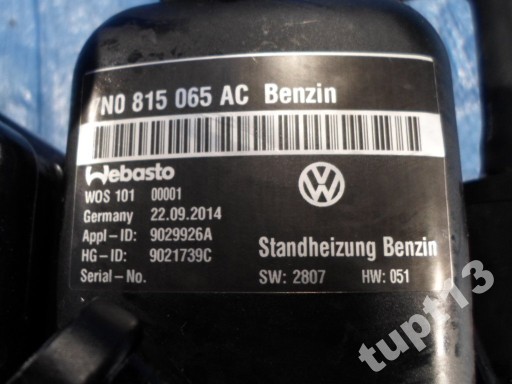 7N0 815 065 AC Benzin
Webasto
WOS 101 00001
Germany 22.09.2014
Appl-ID: 9029926A
HG-ID: 9021739C
Serial-No.
VW
Standheizung Benzin
SW: 2807 HW: 051
tupt13